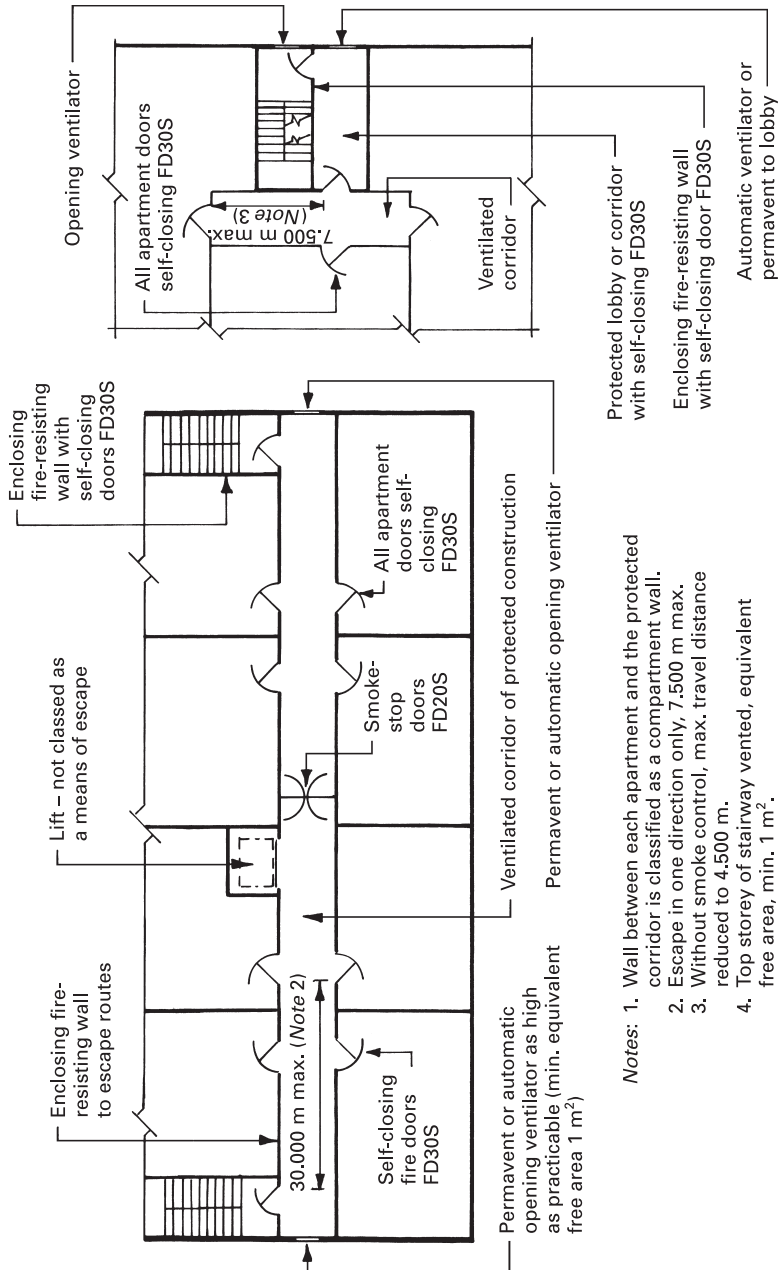 Enclosing fire-
resisting wall
to escape routes
Lift – not classed as
a means of escape
Enclosing
fire-resisting
wall with
self-closing
doors FD30S
30.000 m max. (Note 2)
Self-closing
fire doors
FD30S
Smoke-
stop
doors
FD20S
All apartment
doors self-
closing
FD30S
Permavent or automatic
opening ventilator as high
as practicable (min. equivalent
free area 1 m²)
Ventilated corridor of protected construction
Permavent or automatic opening ventilator
Opening ventilator
All apartment doors
self-closing FD30S
7.500 m max.
(Note 3)
Ventilated
corridor
Protected lobby or corridor
with self-closing FD30S
Enclosing fire-resisting wall
with self-closing door FD30S
Automatic ventilator or
permavent to lobby
Notes: 1. Wall between each apartment and the protected
corridor is classified as a compartment wall.
2. Escape in one direction only, 7.500 m max.
3. Without smoke control, max. travel distance
reduced to 4.500 m.
4. Top storey of stairway vented, equivalent
free area, min. 1 m².